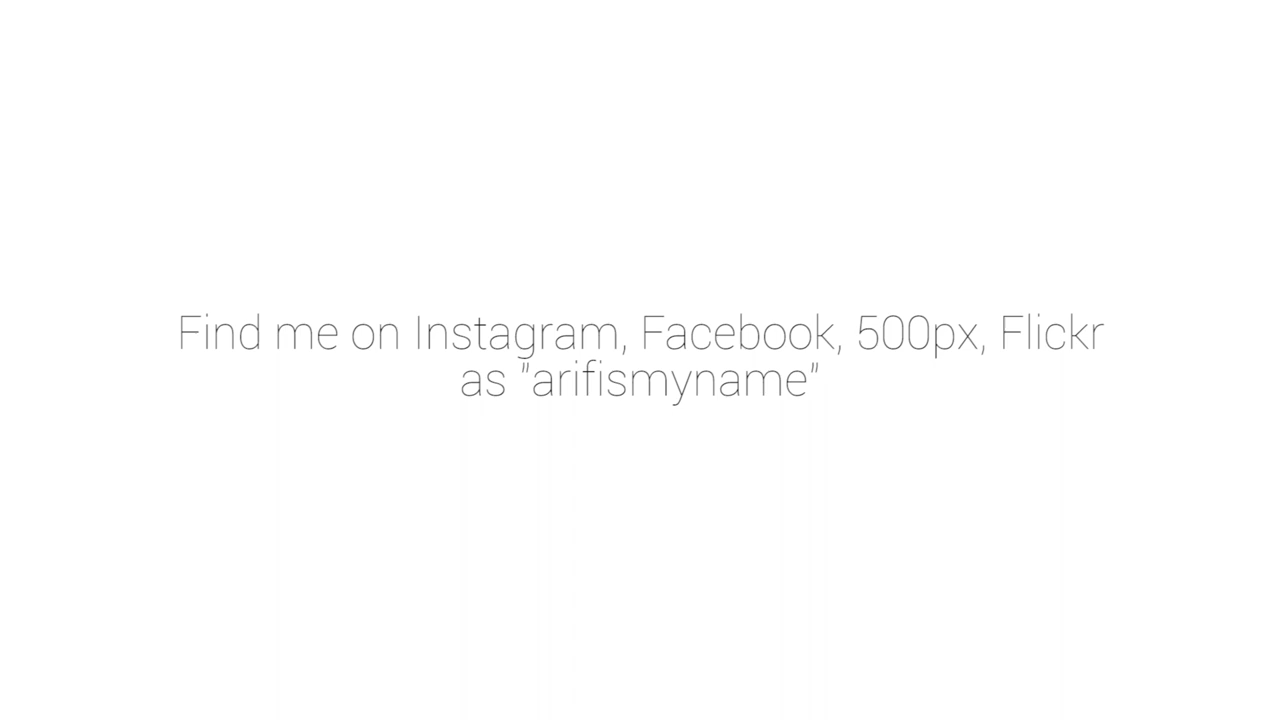 Find me on Instagram, Facebook, 500px, Flickr
as "arifismyname"